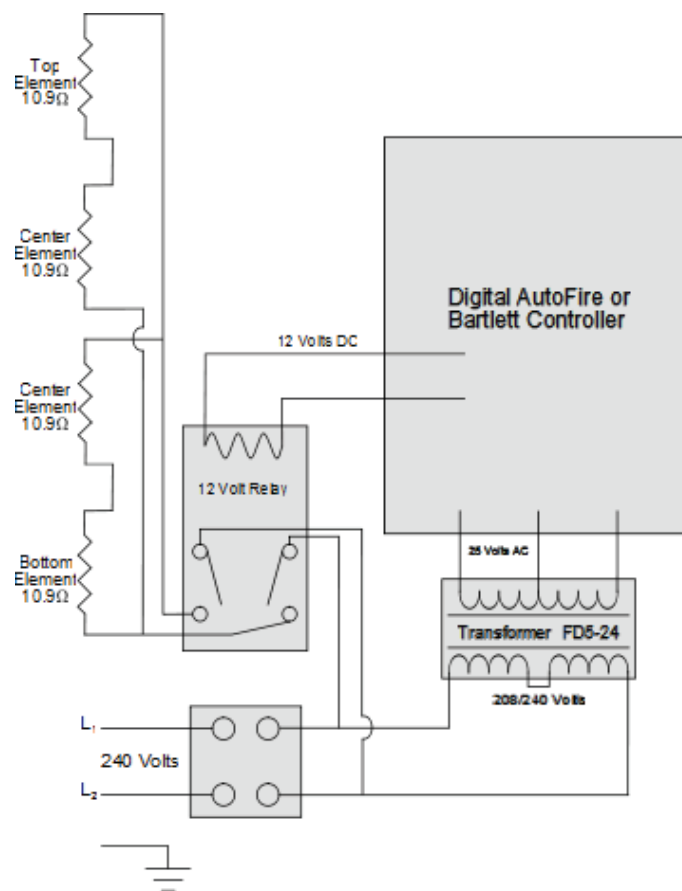 Top
Element
10.9Ω
Center
Element
10.9Ω
Center
Element
10.9Ω
Bottom
Element
10.9Ω
Digital AutoFire or
Bartlett Controller
12 Volts DC
12 Volt Relay
25 Volts AC
Transformer FD5-24
208/240 Volts
L1
240 Volts
L2